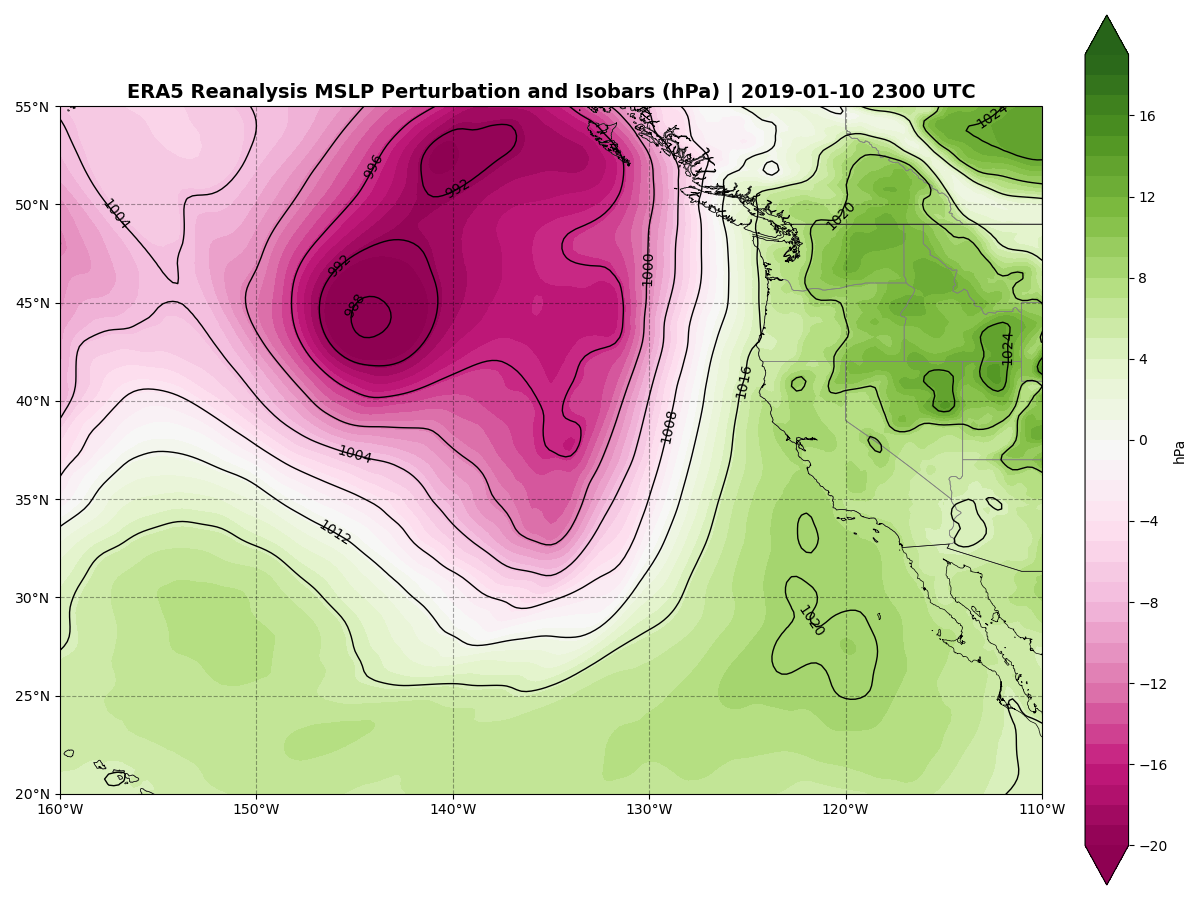 ERA5 Reanalysis MSLP Perturbation and Isobars (hPa) | 2019-01-10 2300 UTC
55°N
50°N
45°N
40°N
35°N
30°N
25°N
20°N
160°W
150°W
140°W
130°W
120°W
110°W
1024
996
992
1004
1020
992
1000
988
1024
1016
1008
1004
1012
1020
16
12
8
4
0
−4
−8
−12
−16
−20
hPa